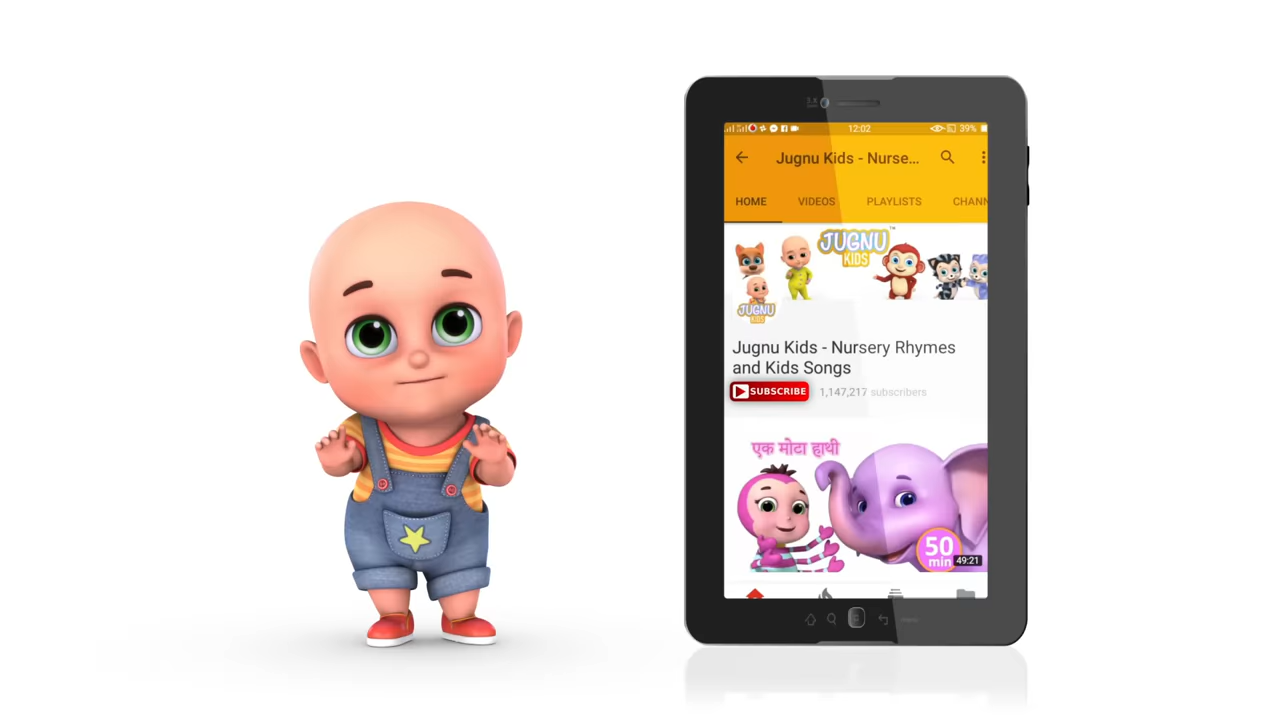 12:02
39%
Jugnu Kids - Nurse...
HOME VIDEOS PLAYLISTS CHANN
JUGNU
KIDS
JUGNU
KIDS
Jugnu Kids - Nursery Rhymes
and Kids Songs
SUBSCRIBE 1,147,217 subscribers
एक मोटा हाथी
50
min
49:21